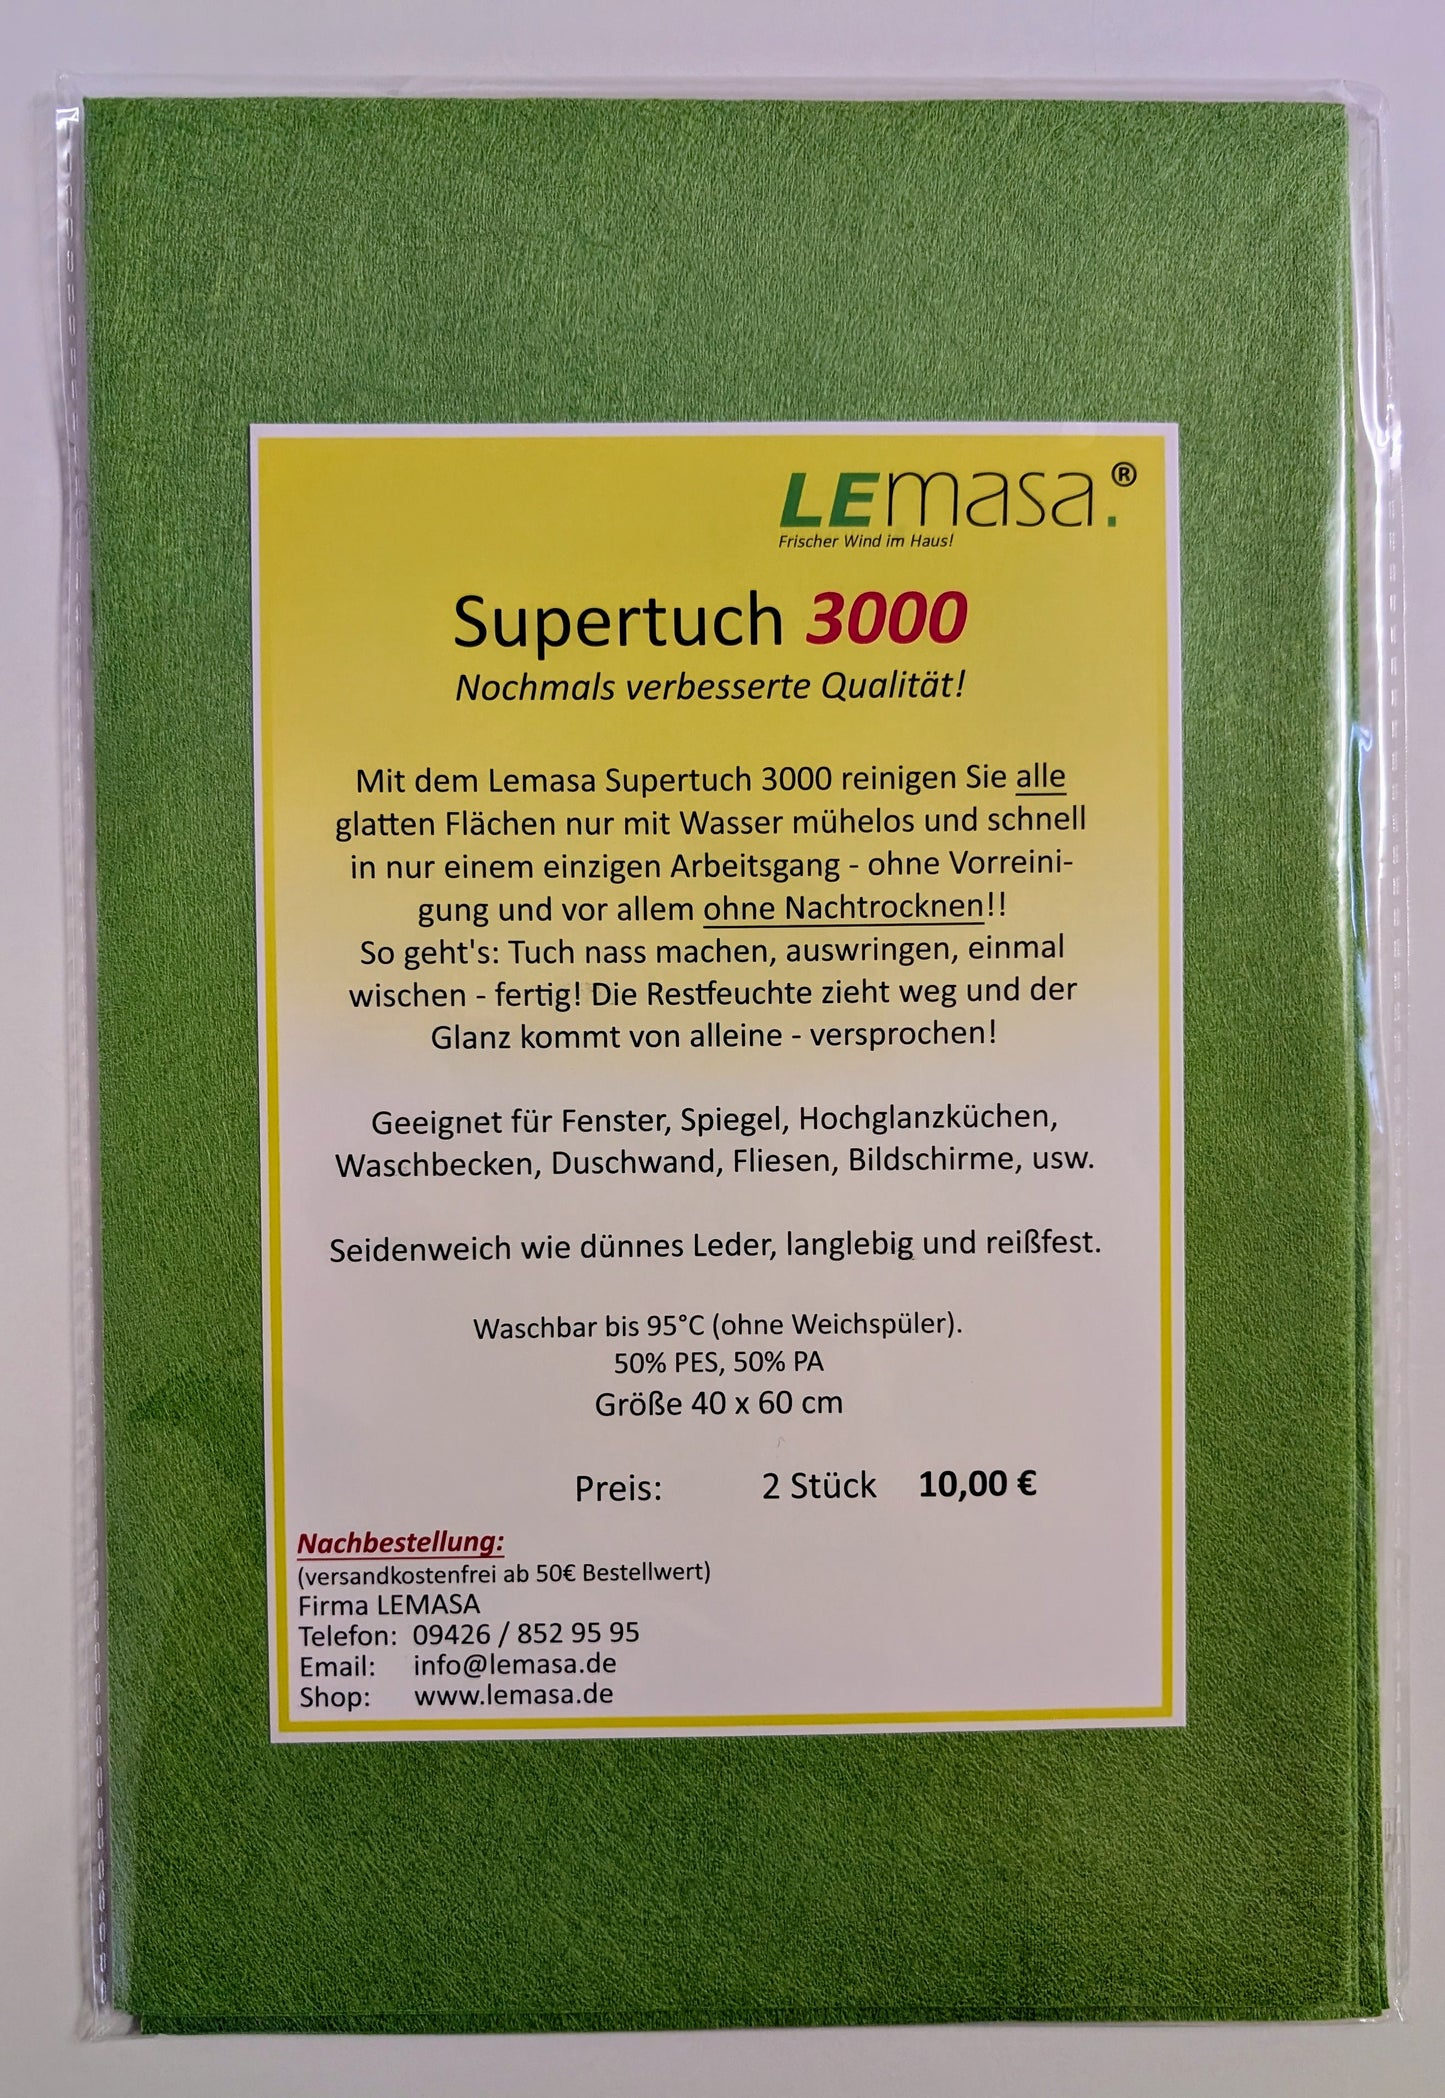 LEmasa.®
Frischer Wind im Haus!
Supertuch 3000
Nochmals verbesserte Qualität!
Mit dem Lemasa Supertuch 3000 reinigen Sie alle
glatten Flächen nur mit Wasser mühelos und schnell
in nur einem einzigen Arbeitsgang - ohne Vorreini-
gung und vor allem ohne Nachtrocknen!!
So geht's: Tuch nass machen, auswringen, einmal
wischen - fertig! Die Restfeuchte zieht weg und der
Glanz kommt von alleine - versprochen!
Geeignet für Fenster, Spiegel, Hochglanzküchen,
Waschbecken, Duschwand, Fliesen, Bildschirme, usw.
Seidenweich wie dünnes Leder, langlebig und reißfest.
Waschbar bis 95°C (ohne Weichspüler).
50% PES, 50% PA
Größe 40 x 60 cm
Preis: 2 Stück 10,00 €
Nachbestellung:
(versandkostenfrei ab 50€ Bestellwert)
Firma LEMASA
Telefon: 09426 / 852 95 95
Email: info@lemasa.de
Shop: www.lemasa.de